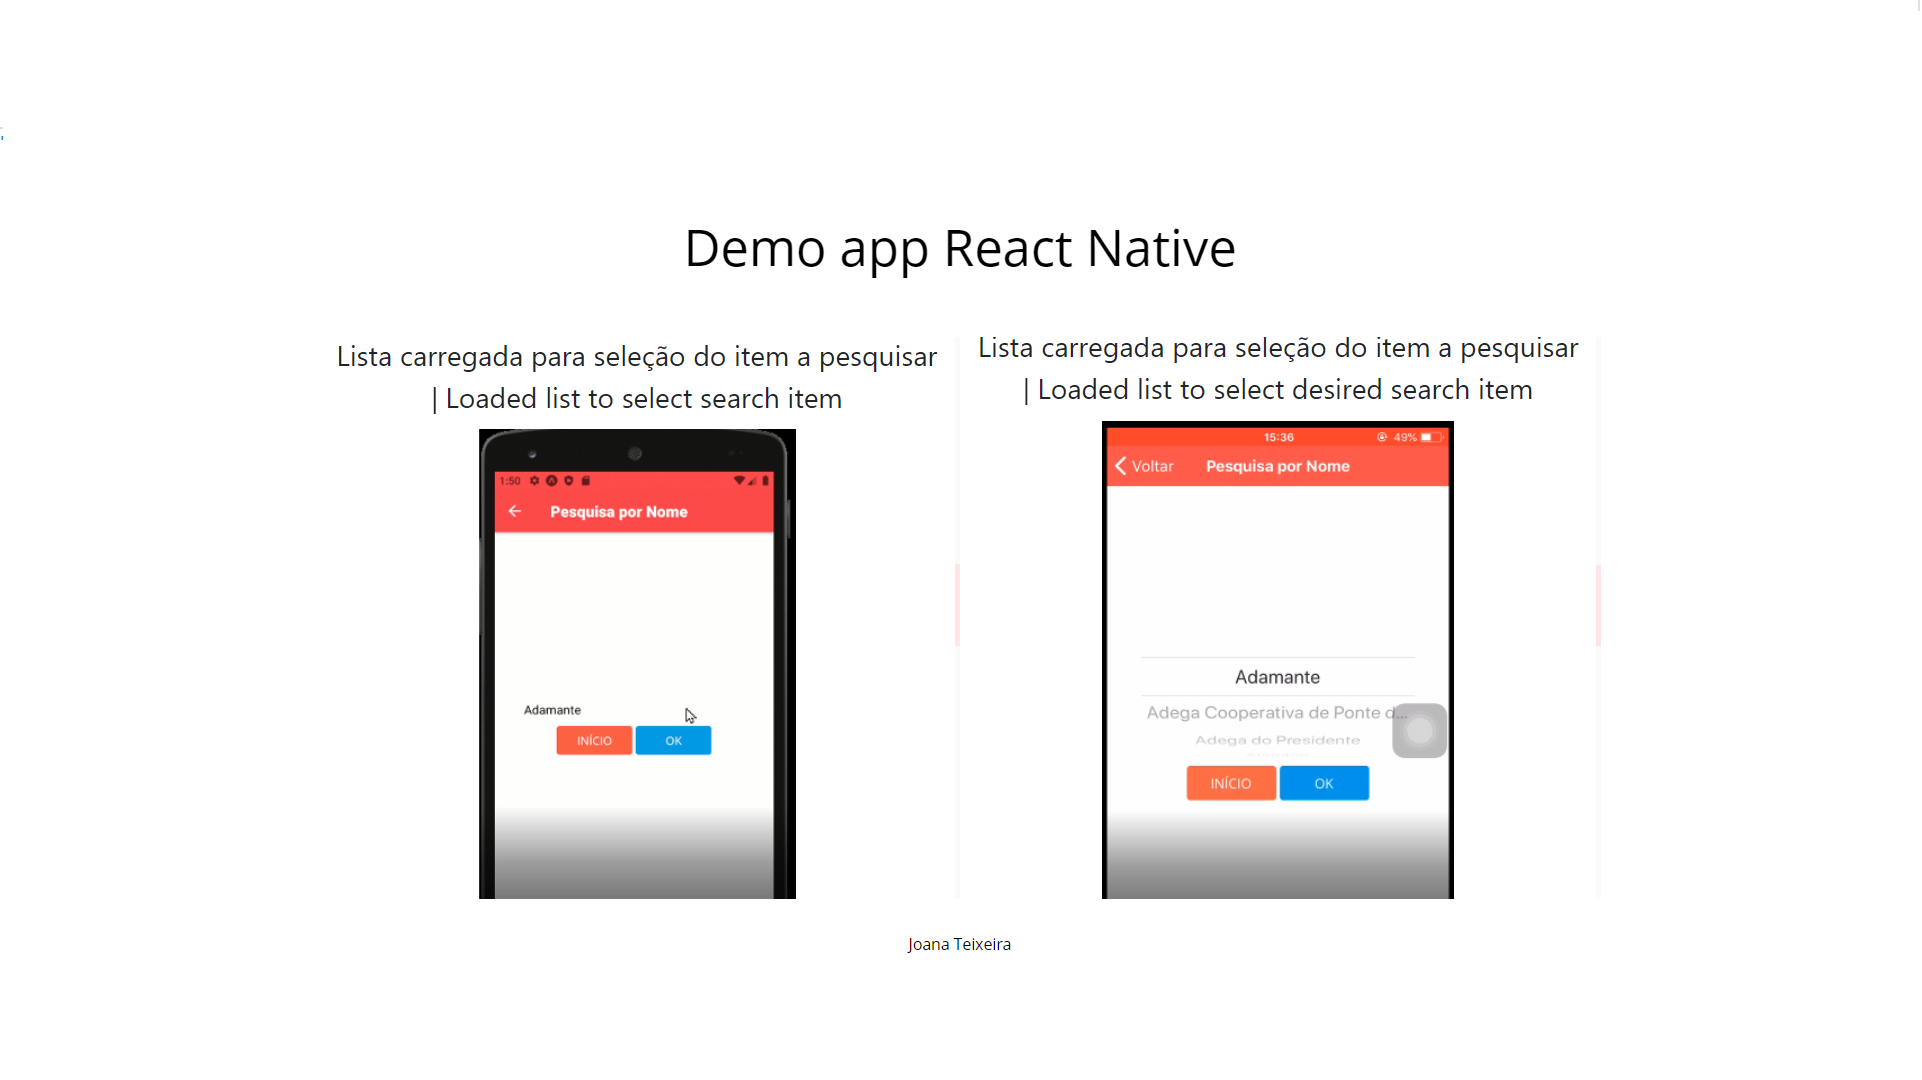 Demo app React Native
Lista carregada para seleção do item a pesquisar
| Loaded list to select search item
1:50
Pesquisa por Nome
Adamante
INÍCIO OK
Lista carregada para seleção do item a pesquisar
| Loaded list to select desired search item
15:36 49%
Voltar Pesquisa por Nome
Adamante
Adega Cooperativa de Ponte d...
Adega do Presidente
INÍCIO OK
Joana Teixeira